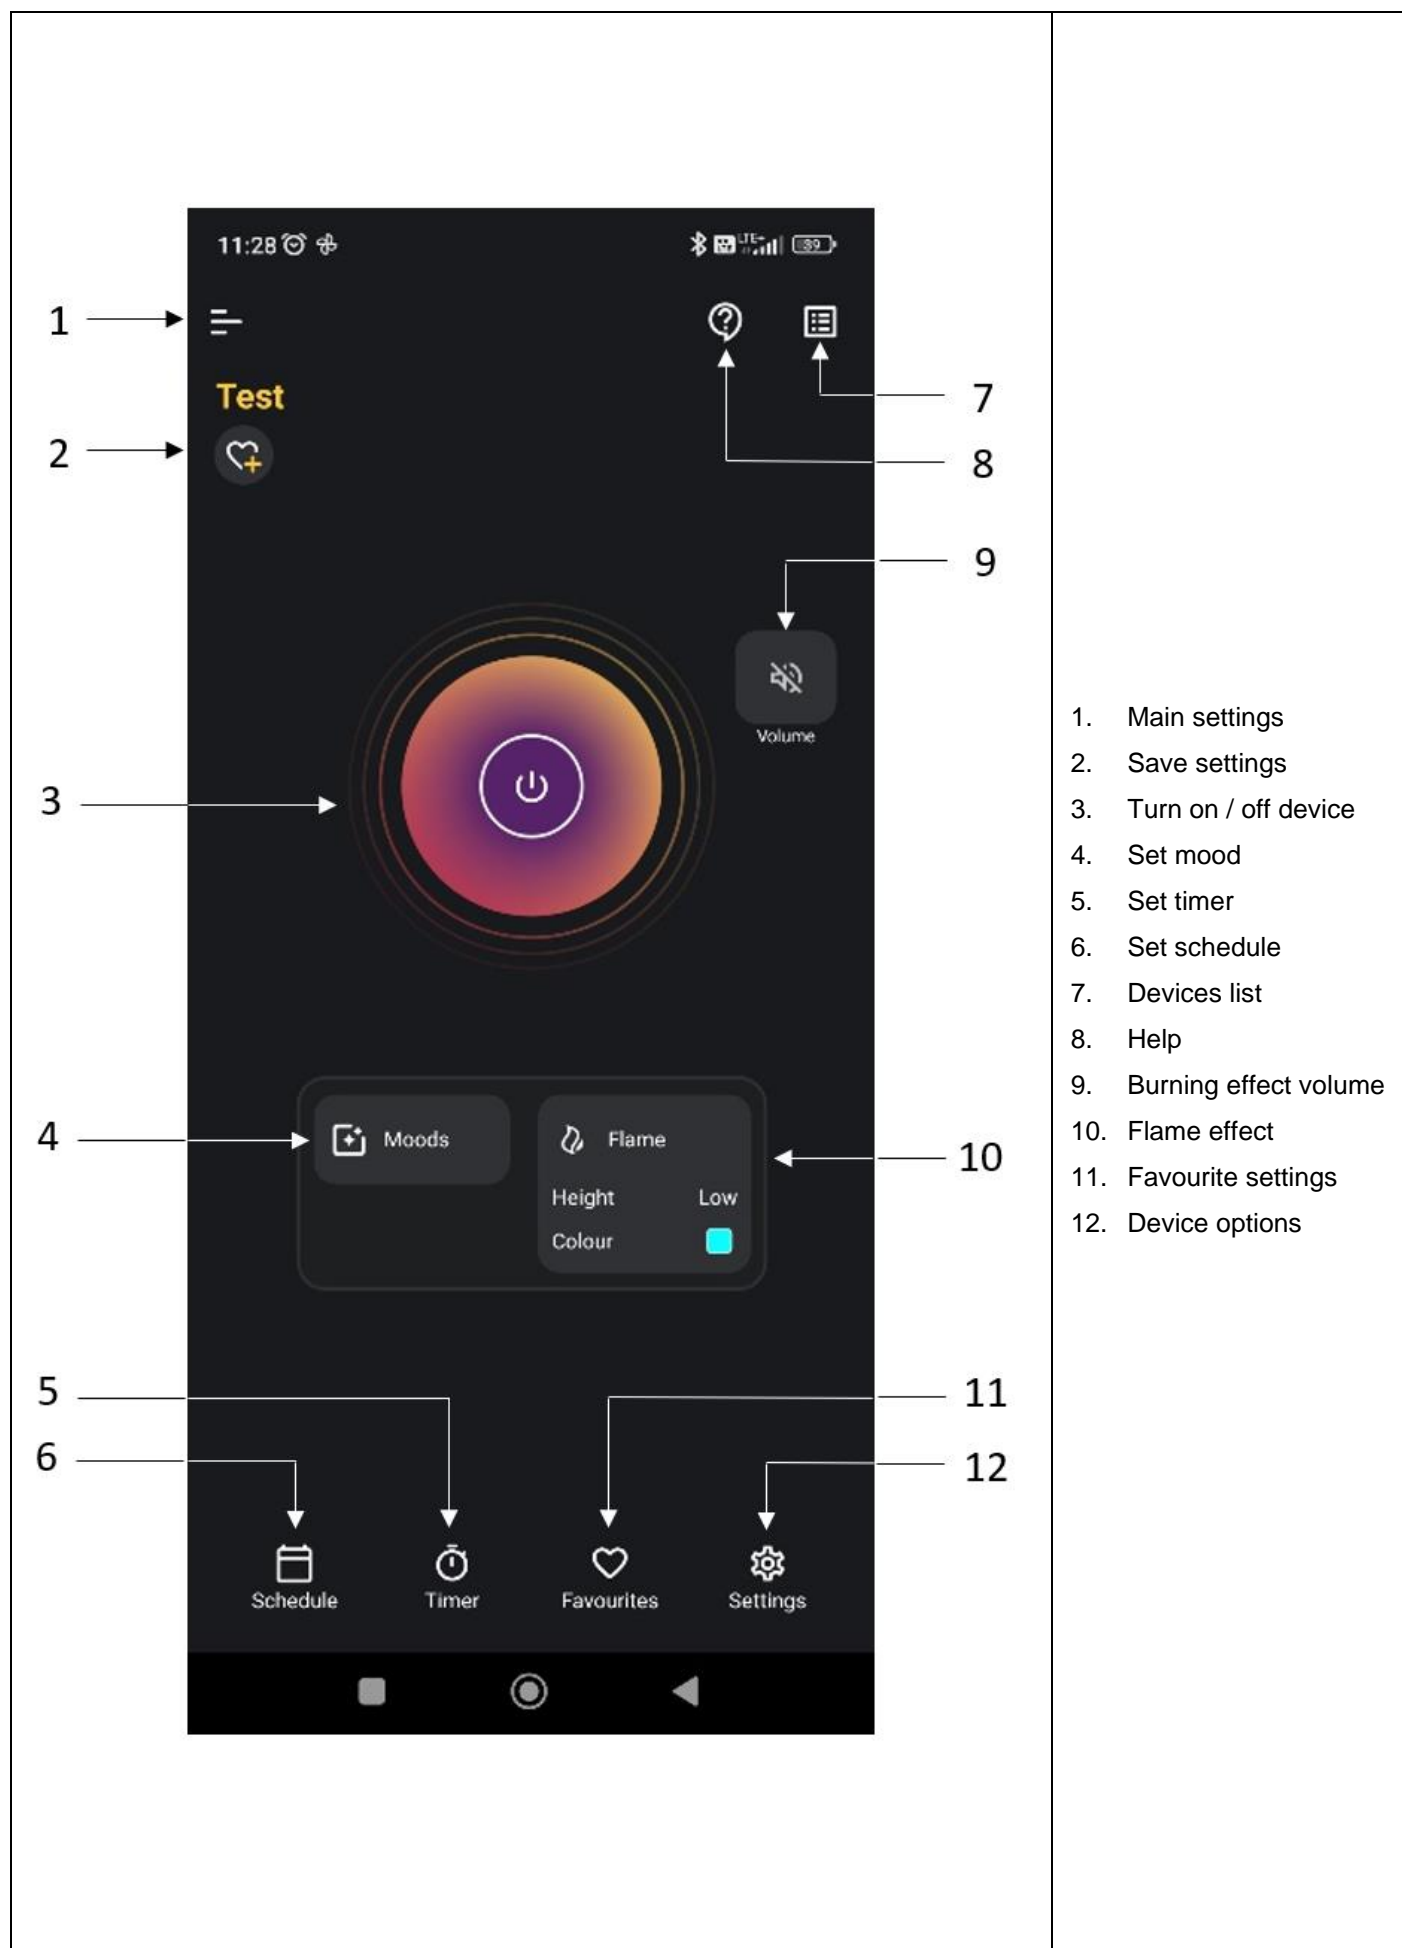 11:28
LTE+
39
1
Test
2
7
8
9
Volume
3
4
Moods
Flame
Height Low
Colour
10
5
11
6
12
Schedule Timer Favourites Settings
1. Main settings
2. Save settings
3. Turn on / off device
4. Set mood
5. Set timer
6. Set schedule
7. Devices list
8. Help
9. Burning effect volume
10. Flame effect
11. Favourite settings
12. Device options